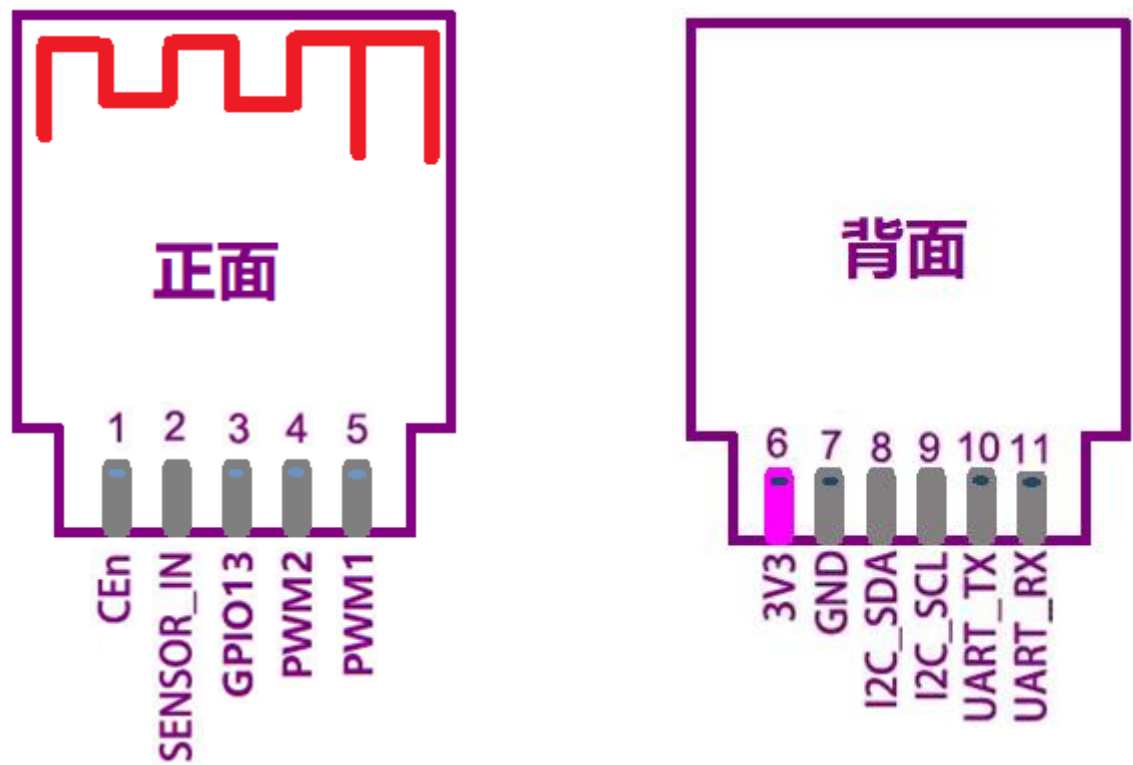 正面
1 2 3 4 5
CEn
SENSOR_IN
GPIO13
PWM2
PWM1
背面
6 7 8 9 10 11
3V3
GND
I2C_SDA
I2C_SCL
UART_TX
UART_RX